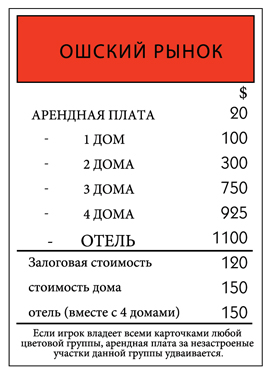 ОШСКИЙ РЫНОК
$
АРЕНДНАЯ ПЛАТА 20
- 1 ДОМ 100
- 2 ДОМА 300
- 3 ДОМА 750
- 4 ДОМА 925
- ОТЕЛЬ 1100
Залоговая стоимость 120
стоимость дома 150
отель (вместе с 4 домами) 150
Если игрок владеет всеми карточками любой
цветовой группы, арендная плата за незастроеные
участки данной группы удваивается.